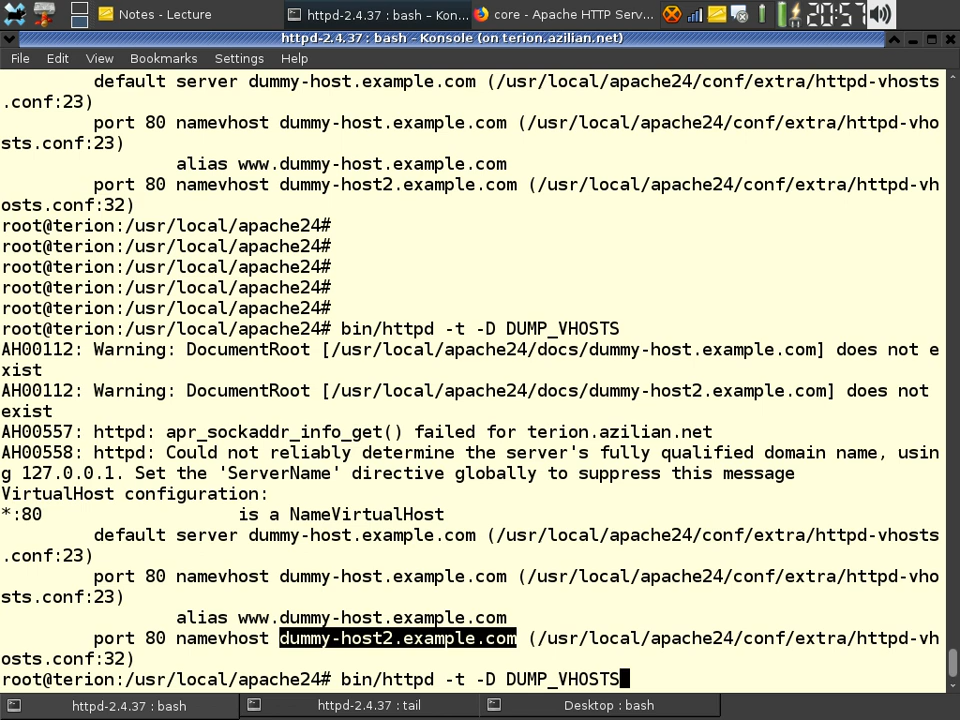 Notes - Lecture
httpd-2.4.37 : bash – Kon...
core - Apache HTTP Serv...
20:57
httpd-2.4.37 : bash - Konsole (on terion.azilian.net)
File Edit View Bookmarks Settings Help
default server dummy-host.example.com (/usr/local/apache24/conf/extra/httpd-vhosts
.conf:23)
port 80 namevhost dummy-host.example.com (/usr/local/apache24/conf/extra/httpd-vho
sts.conf:23)
alias www.dummy-host.example.com
port 80 namevhost dummy-host2.example.com (/usr/local/apache24/conf/extra/httpd-vh
osts.conf:32)
root@terion:/usr/local/apache24#
root@terion:/usr/local/apache24#
root@terion:/usr/local/apache24#
root@terion:/usr/local/apache24#
root@terion:/usr/local/apache24#
root@terion:/usr/local/apache24# bin/httpd -t -D DUMP_VHOSTS
AH00112: Warning: DocumentRoot [/usr/local/apache24/docs/dummy-host.example.com] does not e
xist
AH00112: Warning: DocumentRoot [/usr/local/apache24/docs/dummy-host2.example.com] does not
exist
AH00557: httpd: apr_sockaddr_info_get() failed for terion.azilian.net
AH00558: httpd: Could not reliably determine the server's fully qualified domain name, usin
g 127.0.0.1. Set the 'ServerName' directive globally to suppress this message
VirtualHost configuration:
*:80 is a NameVirtualHost
default server dummy-host.example.com (/usr/local/apache24/conf/extra/httpd-vhosts
.conf:23)
port 80 namevhost dummy-host.example.com (/usr/local/apache24/conf/extra/httpd-vho
sts.conf:23)
alias www.dummy-host.example.com
port 80 namevhost dummy-host2.example.com (/usr/local/apache24/conf/extra/httpd-vh
osts.conf:32)
root@terion:/usr/local/apache24# bin/httpd -t -D DUMP_VHOSTS
httpd-2.4.37 : bash
httpd-2.4.37 : tail
Desktop : bash